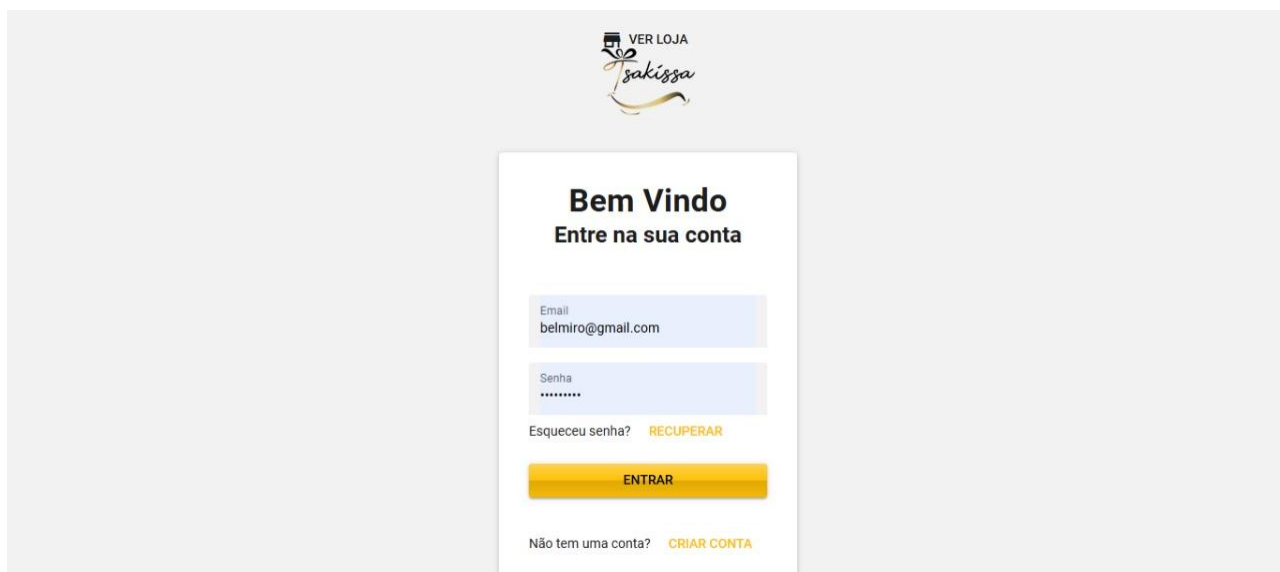 VER LOJA
Tsakissa
Bem Vindo
Entre na sua conta
Email
belmiro@gmail.com
Senha
•••••••••
Esqueceu senha? RECUPERAR
ENTRAR
Não tem uma conta? CRIAR CONTA